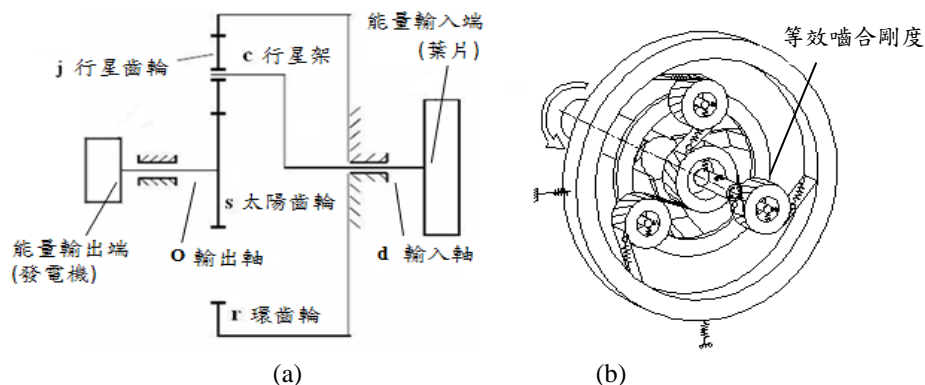 能量輸入端
(葉片)
c 行星架
j 行星齒輪
s 太陽齒輪
能量輸出端
(發電機)
O 輸出軸
d 輸入軸
r 環齒輪
(a)
等效嚙合剛度
(b)